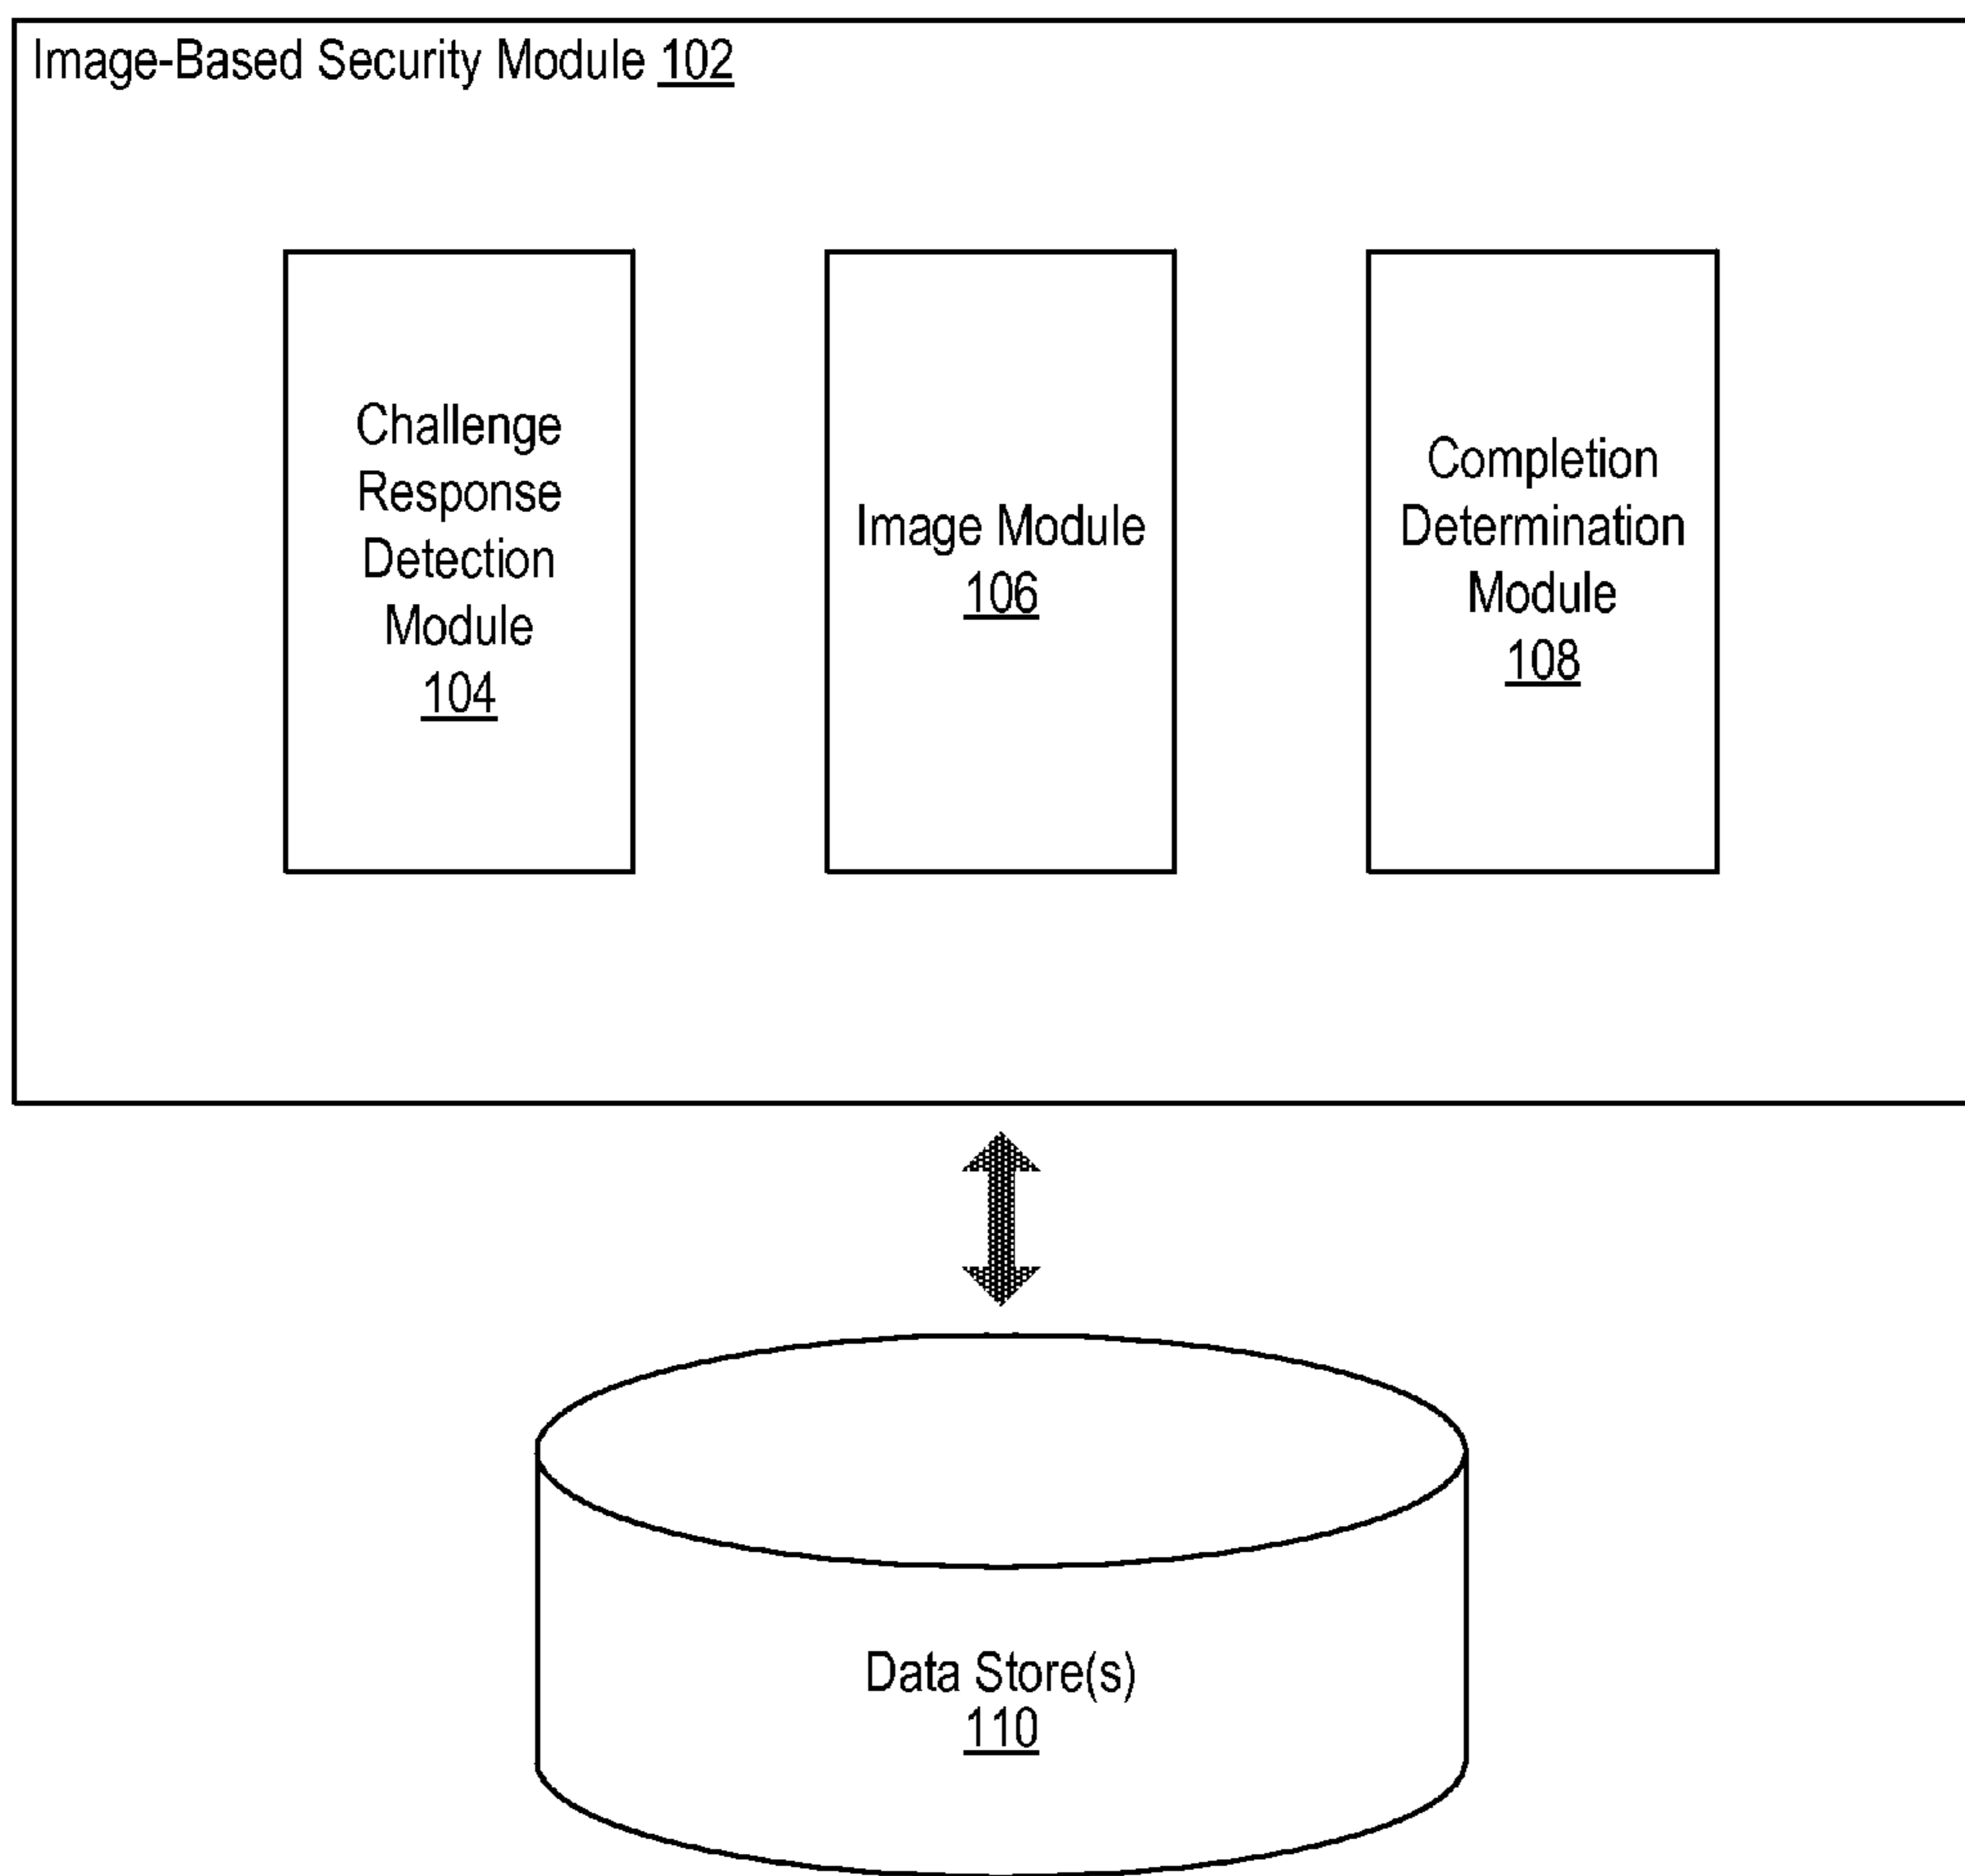 Image-Based Security Module 102
Challenge
Response
Detection
Module
104
Image Module
106
Completion
Determination
Module
108
Data Store(s)
110